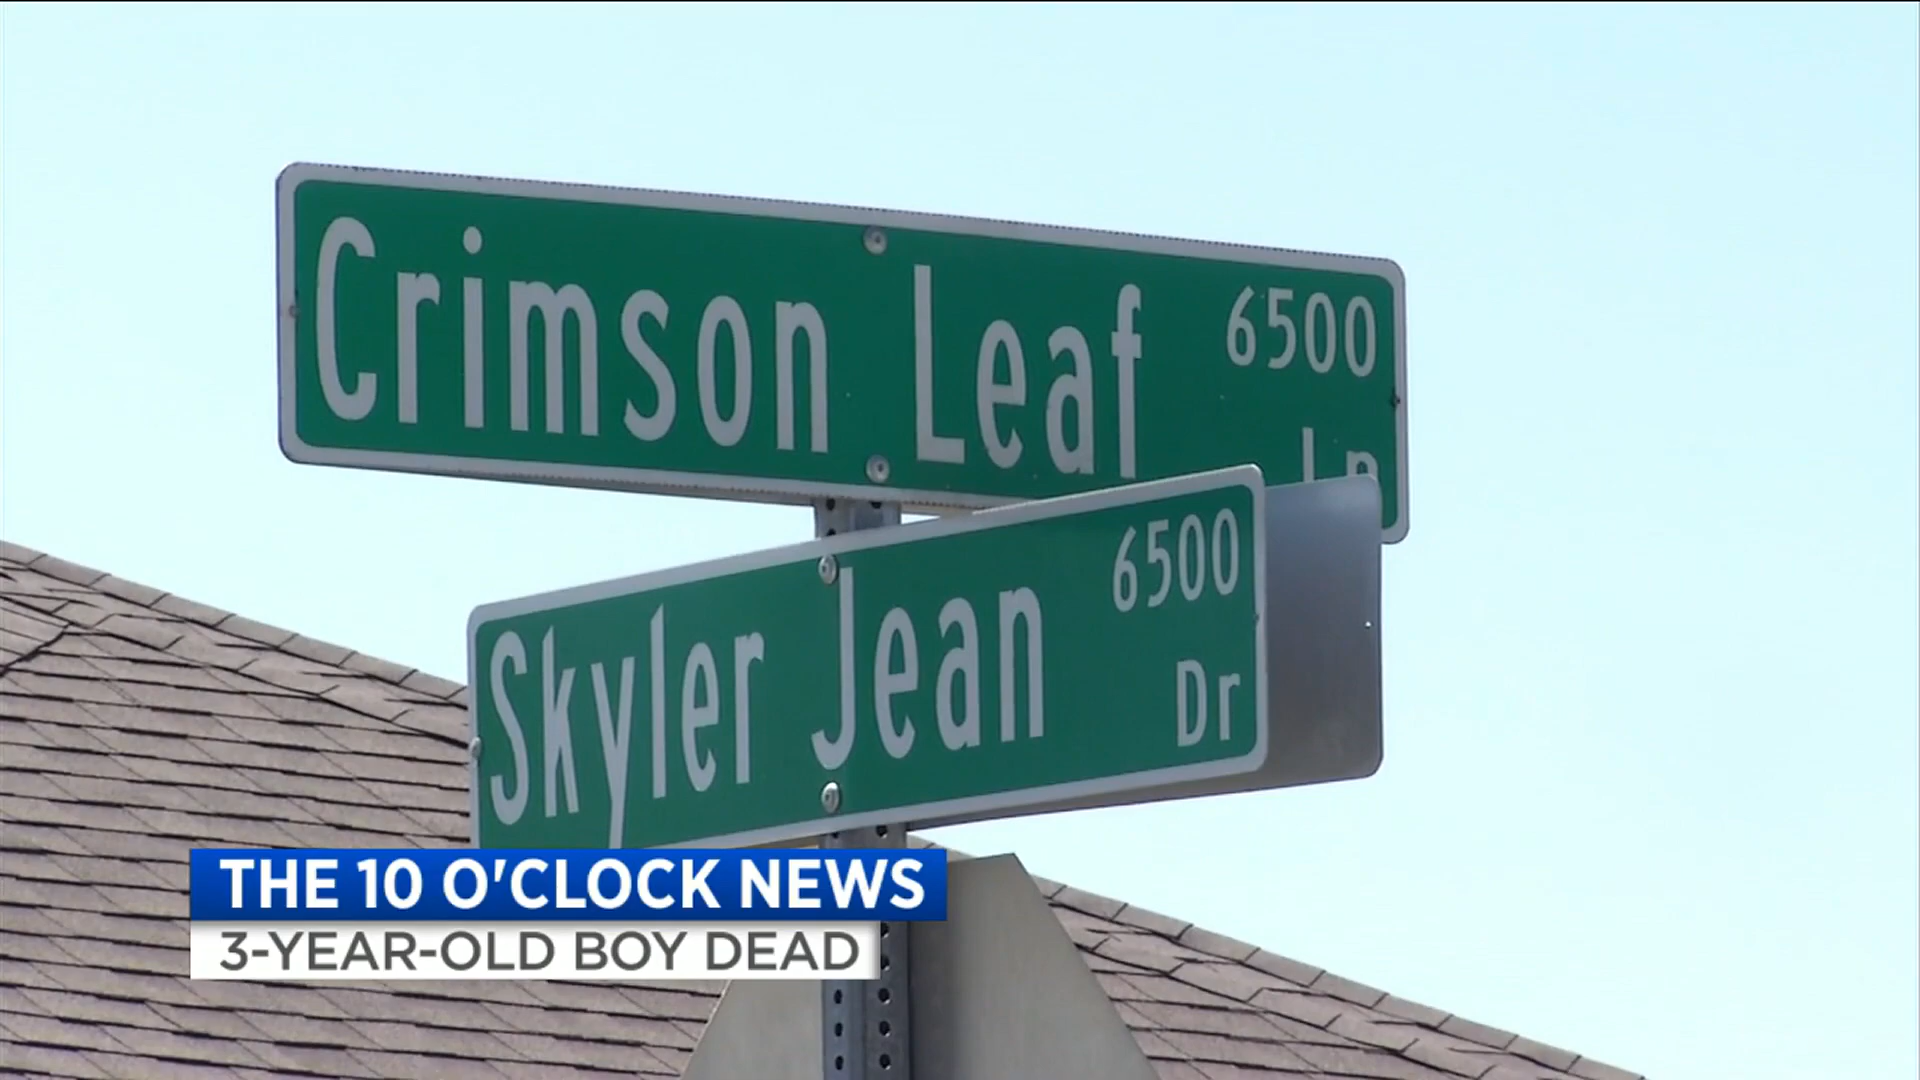 Crimson Leaf 6500 Ln
Skyler Jean 6500 Dr
THE 10 O'CLOCK NEWS
3-YEAR-OLD BOY DEAD